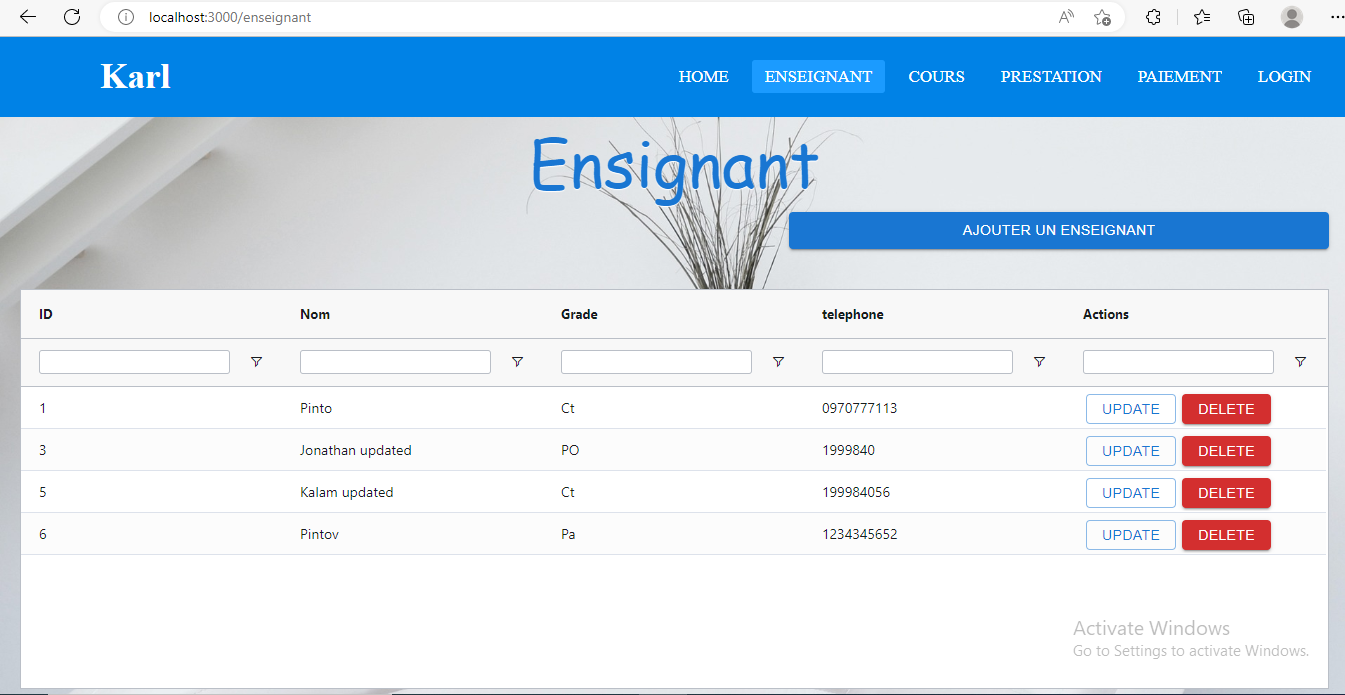 localhost:3000/enseignant
Karl HOME ENSEIGNANT COURS PRESTATION PAIEMENT LOGIN
Ensignant
AJOUTER UN ENSEIGNANT
ID Nom Grade telephone Actions
1 Pinto Ct 0970777113 UPDATE DELETE
3 Jonathan updated PO 1999840 UPDATE DELETE
5 Kalam updated Ct 199984056 UPDATE DELETE
6 Pintov Pa 1234345652 UPDATE DELETE
Activate Windows
Go to Settings to activate Windows.